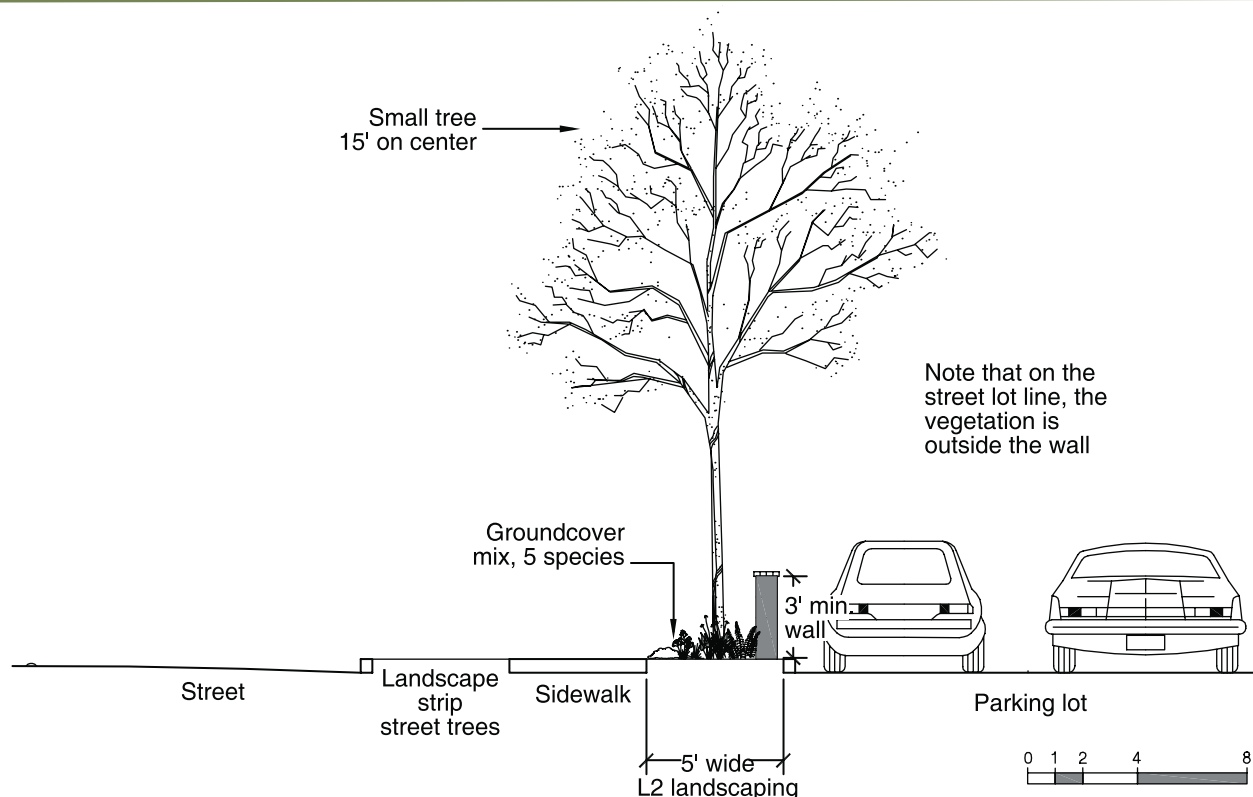 Small tree
15' on center
Note that on the
street lot line, the
vegetation is
outside the wall
Groundcover
mix, 5 species
3' min.
wall
Street
Landscape
strip
street trees
Sidewalk
Parking lot
5' wide
L2 landscaping
0 1 2 4 8